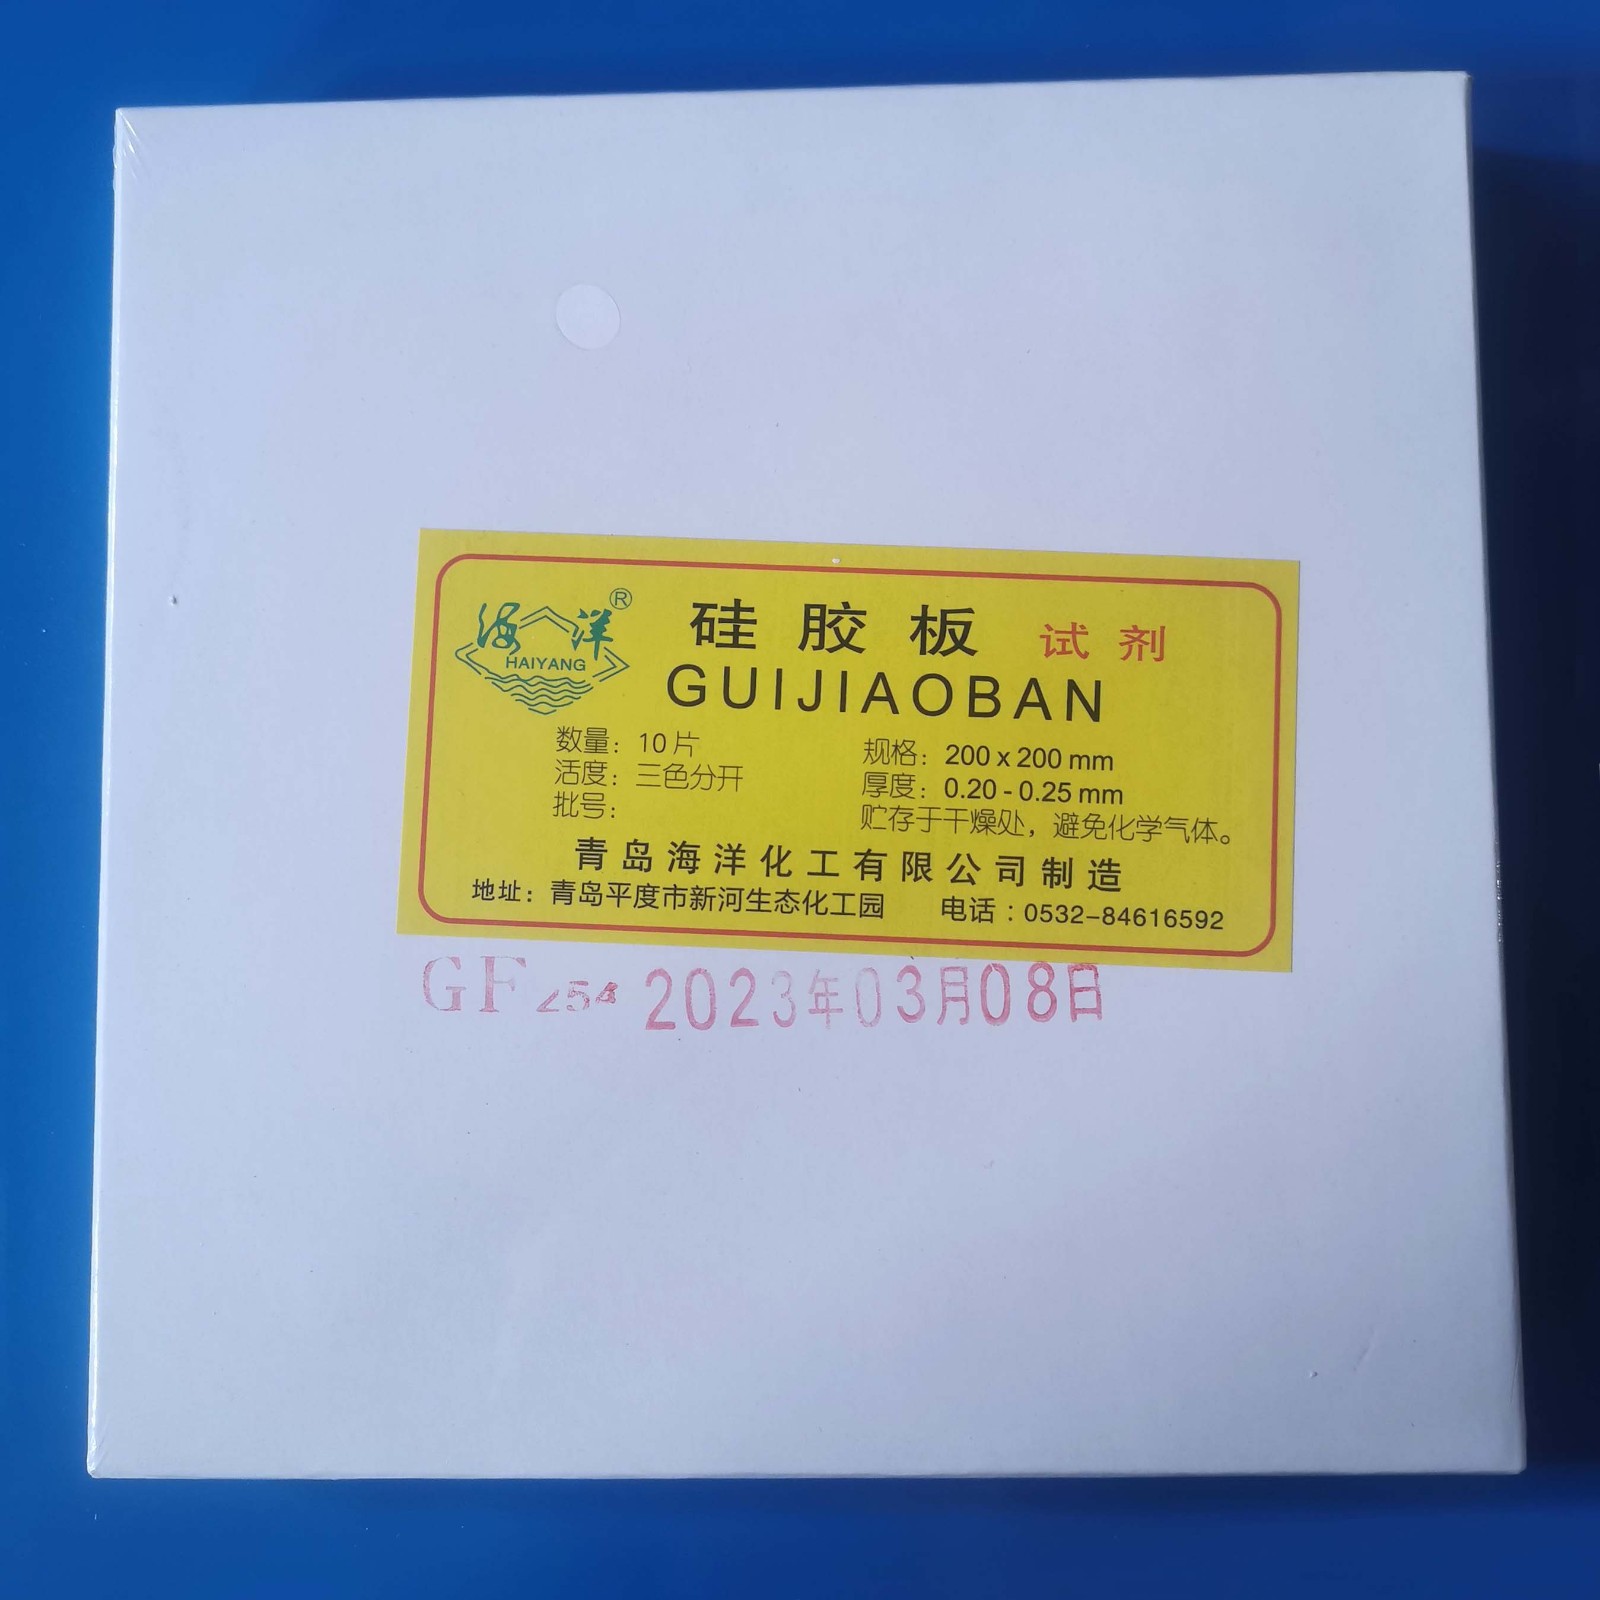 海洋®
HAIYANG
硅胶板 试剂
GUIJIAOBAN
数量：10片
活度：三色分开
批号：
规格：200 x 200 mm
厚度：0.20 - 0.25 mm
贮存于干燥处，避免化学气体。
青岛海洋化工有限公司制造
地址：青岛平度市新河生态化工园 电话：0532-84616592
GF254 2023年03月08日